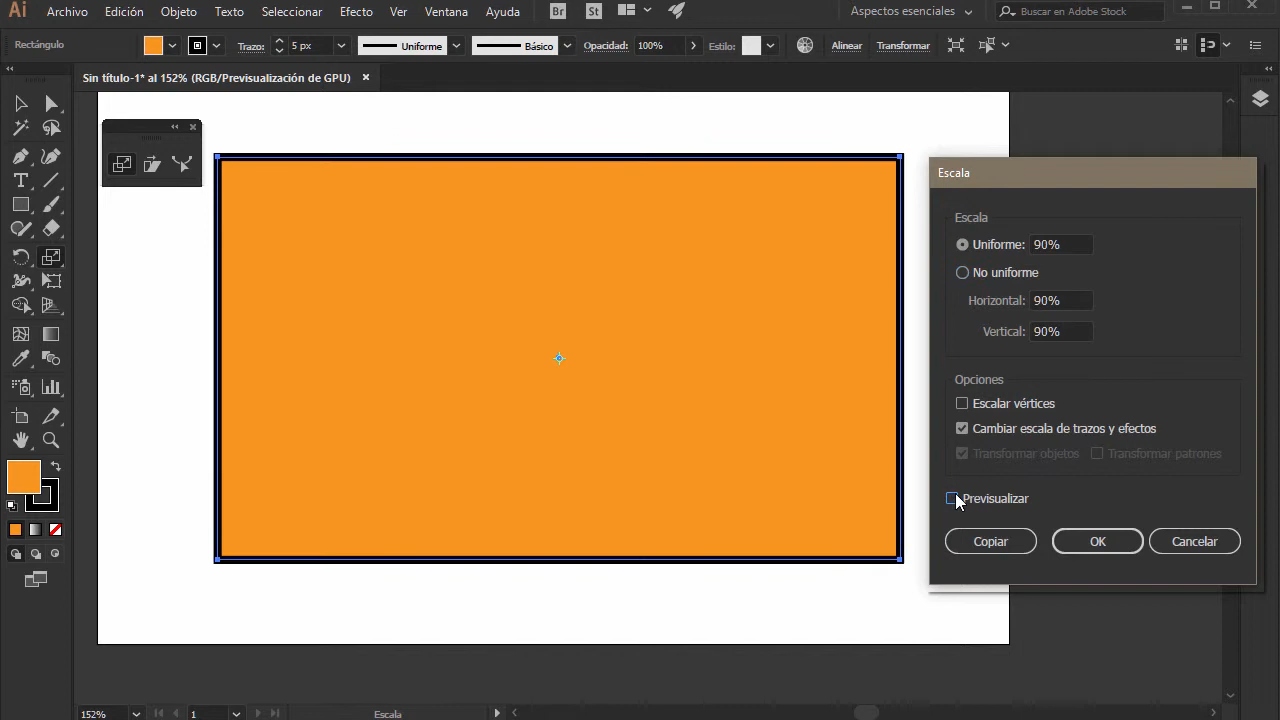 Ai Archivo Edición Objeto Texto Seleccionar Efecto Ver Ventana Ayuda Br St Aspectos esenciales Buscar en Adobe Stock
Rectángulo Trazo: 5 px Uniforme Básico Opacidad: 100% Estilo: Alinear Transformar
Sin título-1* al 152% (RGB/Previsualización de GPU)
Escala
Escala
Uniforme: 90%
No uniforme
Horizontal: 90%
Vertical: 90%
Opciones
Escalar vértices
Cambiar escala de trazos y efectos
Transformar objetos Transformar patrones
Previsualizar
Copiar OK Cancelar
152% 1 Escala